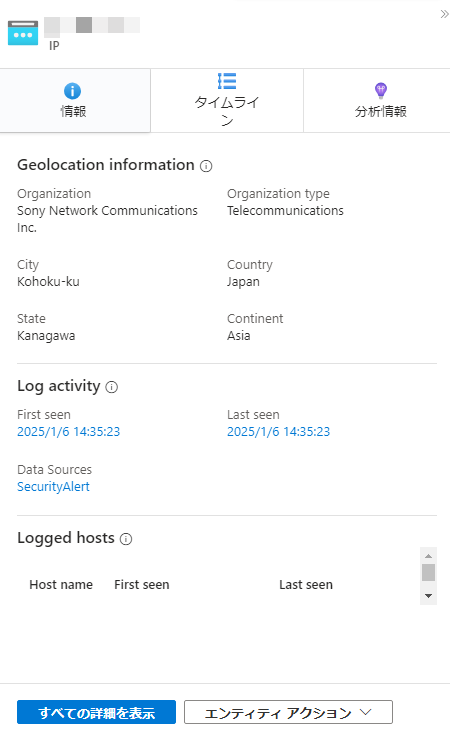 IP
情報
タイムライ
ン
分析情報
Geolocation information
Organization
Organization type
Sony Network Communications
Inc.
Telecommunications
City
Country
Kohoku-ku
Japan
State
Continent
Kanagawa
Asia
Log activity
First seen
Last seen
2025/1/6 14:35:23
2025/1/6 14:35:23
Data Sources
SecurityAlert
Logged hosts
Host name
First seen
Last seen
すべての詳細を表示
エンティティ アクション